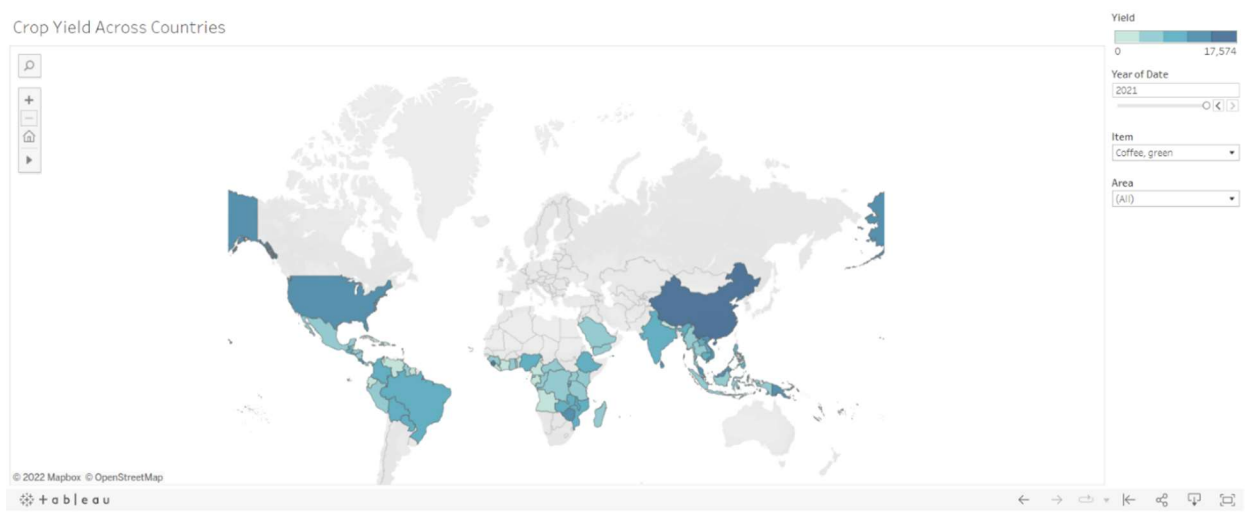 Crop Yield Across Countries
Yield
0 17,574
Year of Date
2021
Item
Coffee, green
Area
(All)
© 2022 Mapbox © OpenStreetMap
+ a b | e a u